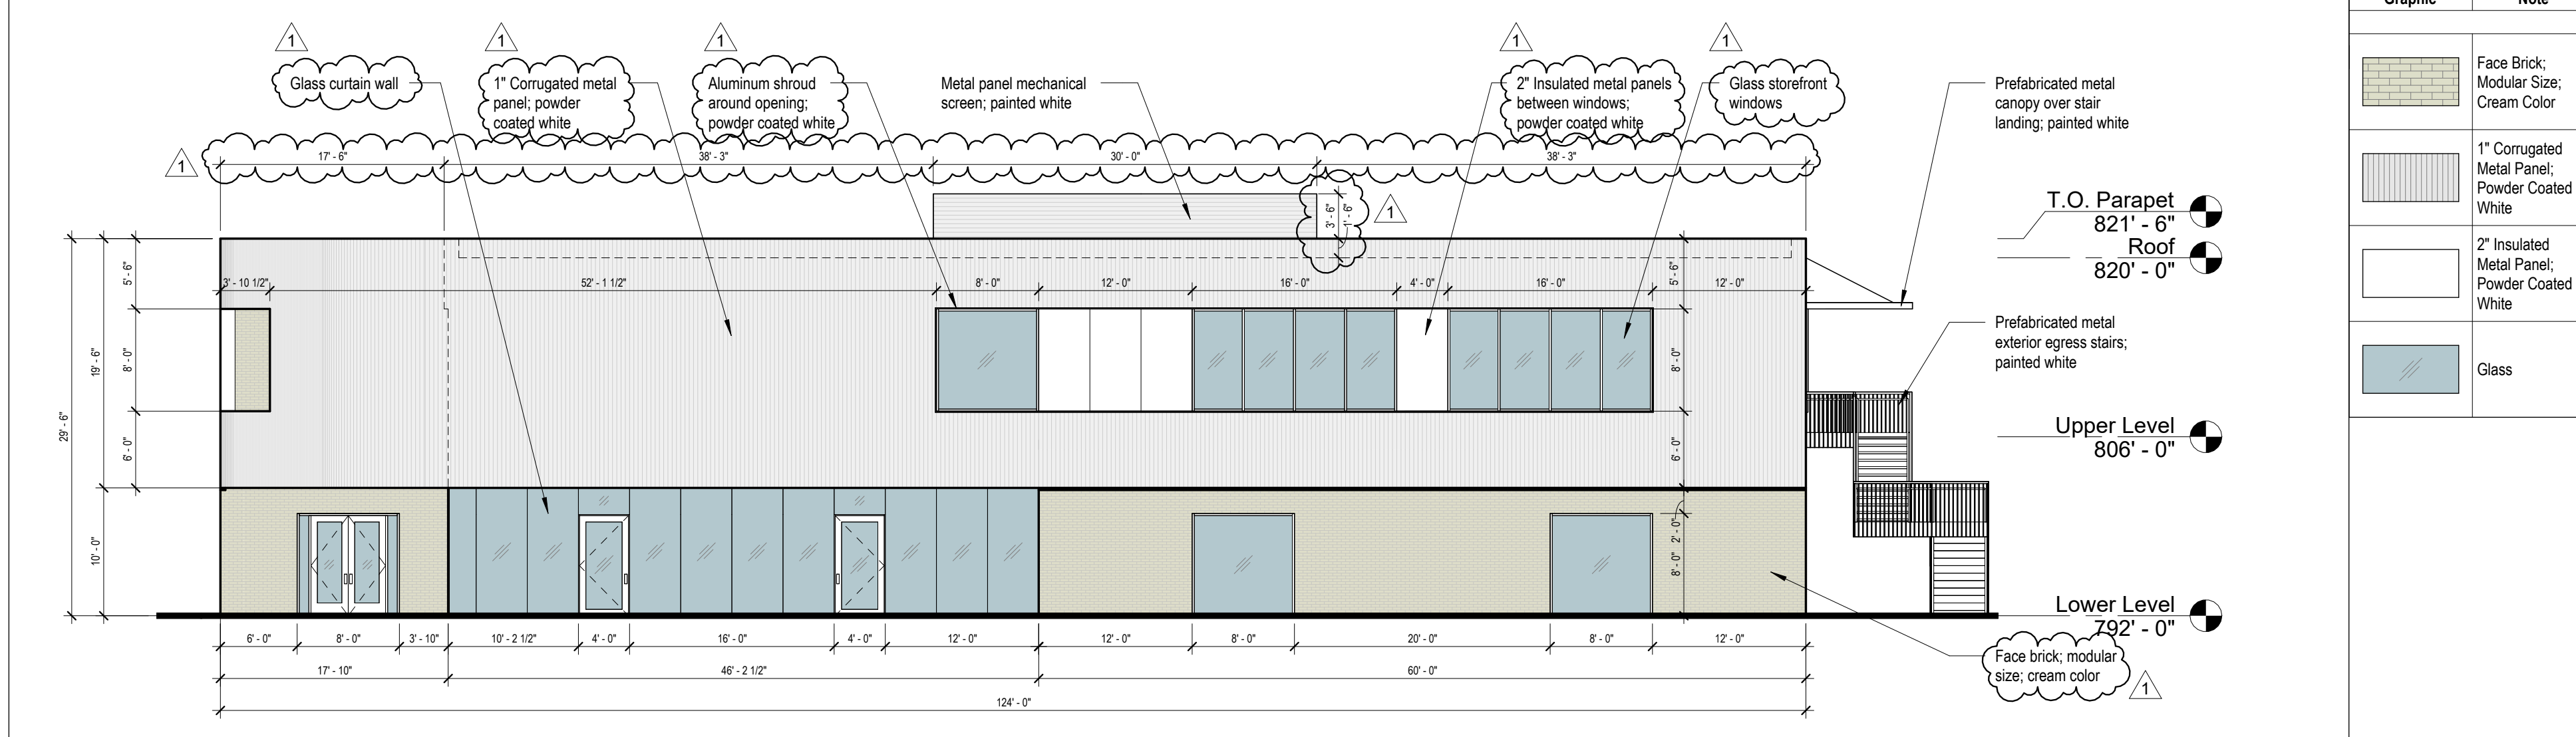 Graphic
Note
1
1
1
1
1
Glass curtain wall
1" Corrugated metal
panel; powder
coated white
Aluminum shroud
around opening;
powder coated white
Metal panel mechanical
screen; painted white
2" Insulated metal panels
between windows;
powder coated white
Glass storefront
windows
Prefabricated metal
canopy over stair
landing; painted white
Face Brick;
Modular Size;
Cream Color
1" Corrugated
Metal Panel;
Powder Coated
White
2" Insulated
Metal Panel;
Powder Coated
White
Glass
1
17' - 6"
38' - 3"
30' - 0"
38' - 3"
3' - 6"
1' - 6"
1
T.O. Parapet
821' - 6"
Roof
820' - 0"
3' - 10 1/2"
52' - 1 1/2"
8' - 0"
12' - 0"
16' - 0"
4' - 0"
16' - 0"
12' - 0"
5' - 6"
5' - 6"
8' - 0"
8' - 0"
19' - 6"
29' - 6"
6' - 0"
6' - 0"
10' - 0"
2' - 0"
8' - 0"
Prefabricated metal
exterior egress stairs;
painted white
Upper Level
806' - 0"
Lower Level
792' - 0"
6' - 0"
8' - 0"
3' - 10"
10' - 2 1/2"
4' - 0"
16' - 0"
4' - 0"
12' - 0"
12' - 0"
8' - 0"
20' - 0"
8' - 0"
12' - 0"
17' - 10"
46' - 2 1/2"
60' - 0"
124' - 0"
Face brick; modular
size; cream color
1